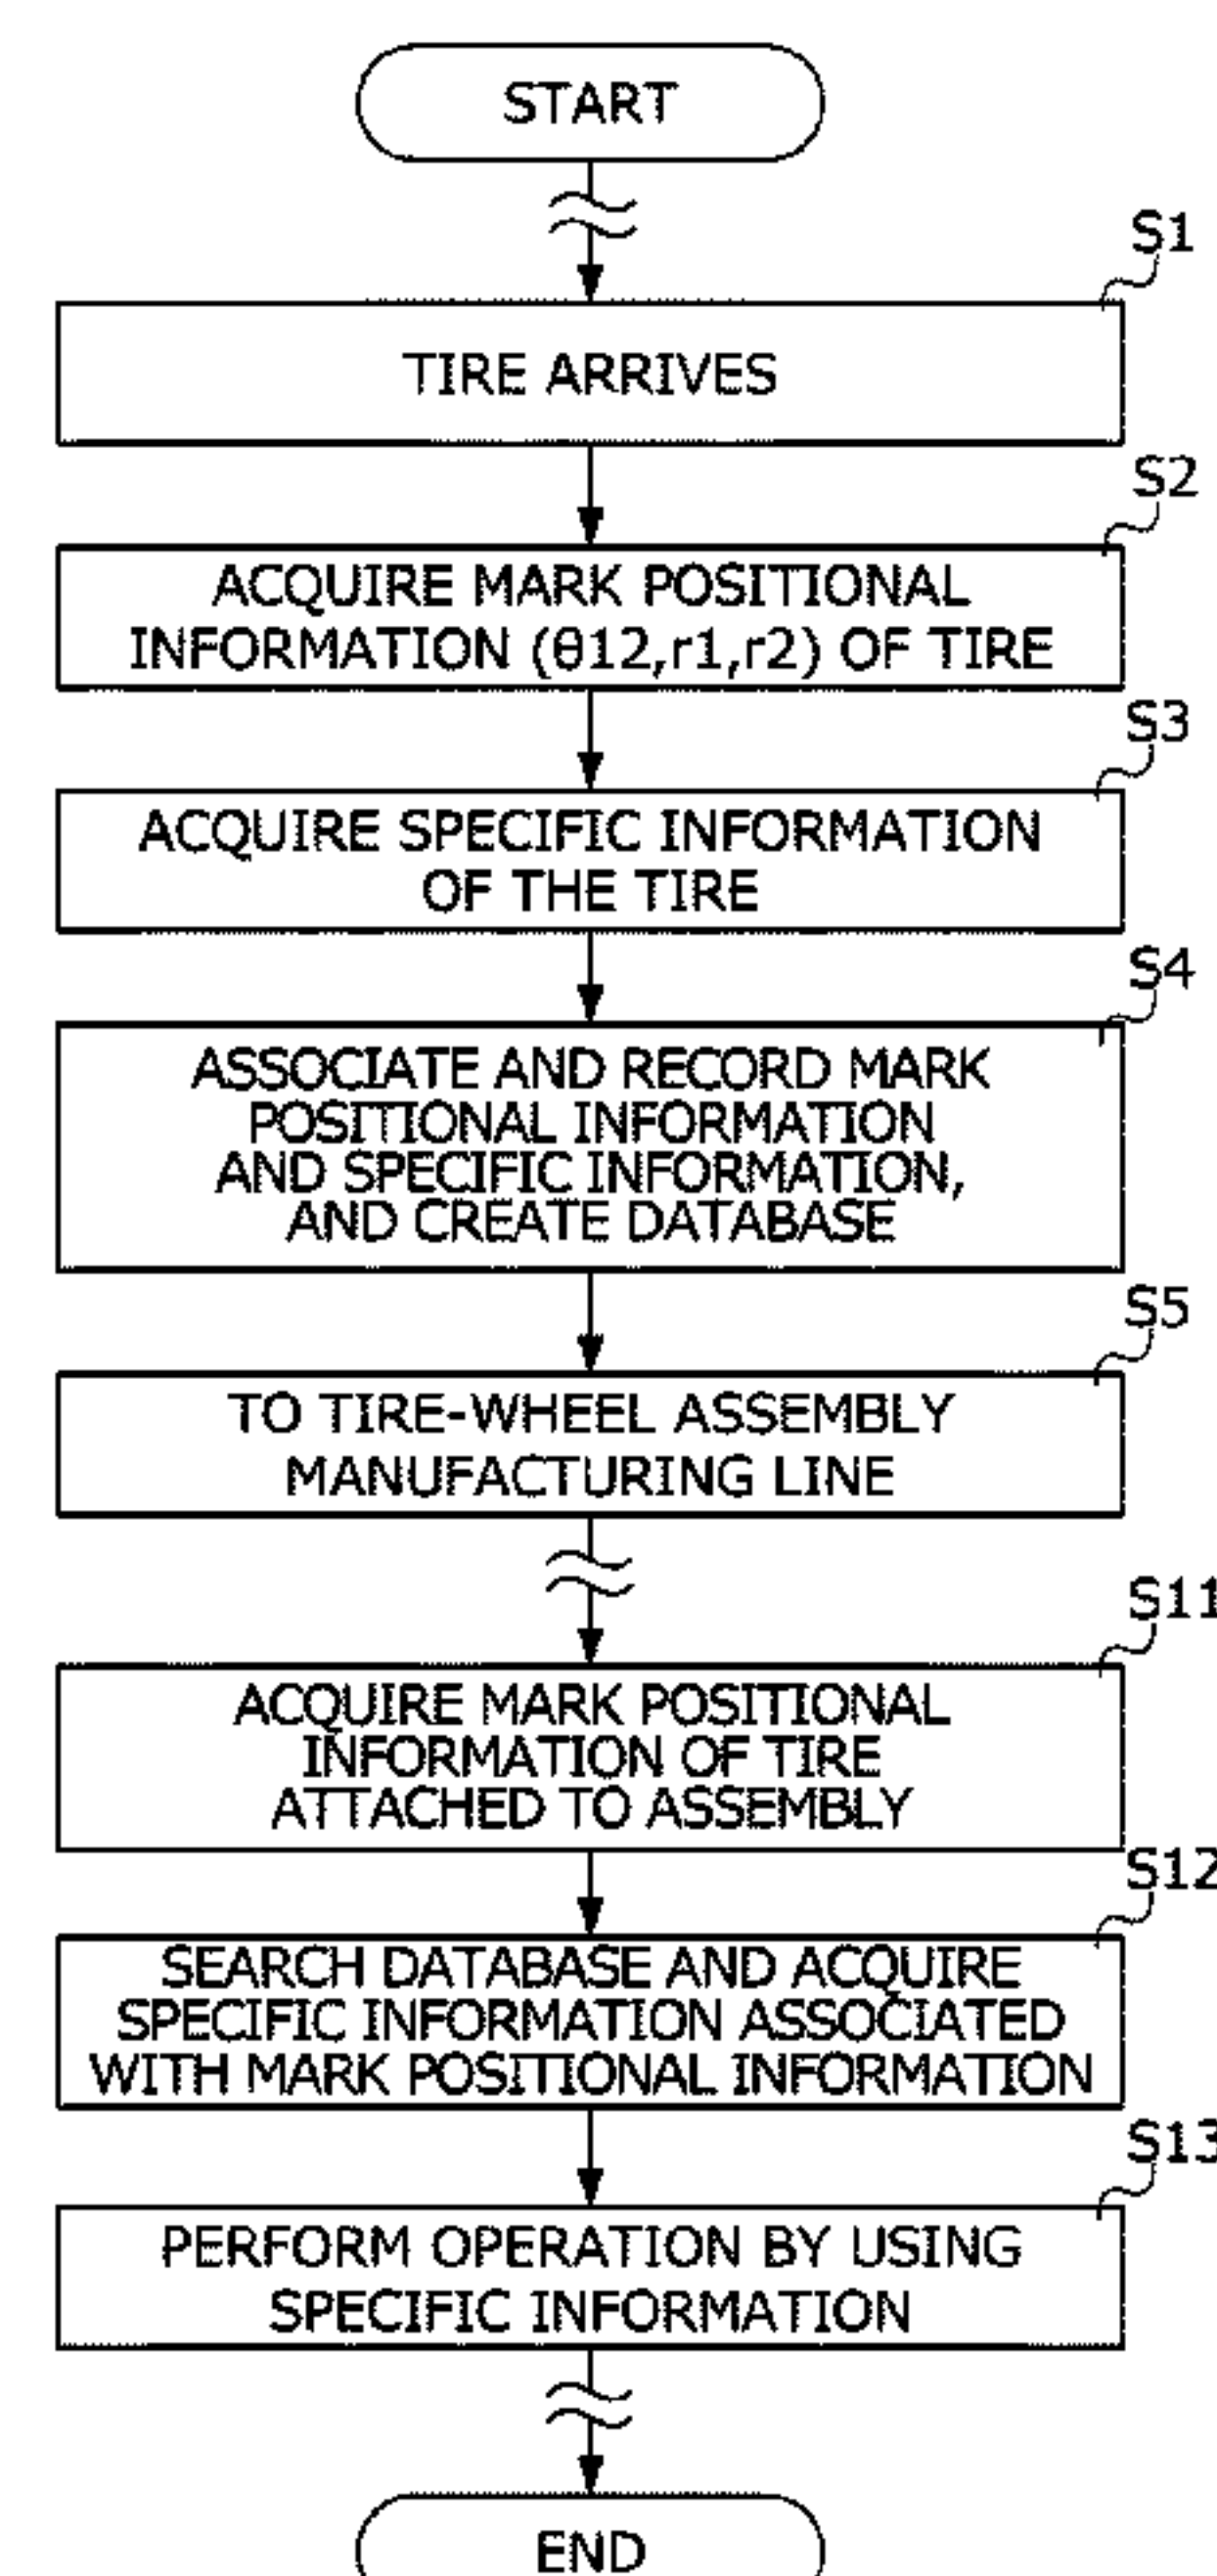 START
S1
TIRE ARRIVES
S2
ACQUIRE MARK POSITIONAL
INFORMATION (θ12,r1,r2) OF TIRE
S3
ACQUIRE SPECIFIC INFORMATION
OF THE TIRE
S4
ASSOCIATE AND RECORD MARK
POSITIONAL INFORMATION
AND SPECIFIC INFORMATION,
AND CREATE DATABASE
S5
TO TIRE-WHEEL ASSEMBLY
MANUFACTURING LINE
S11
ACQUIRE MARK POSITIONAL
INFORMATION OF TIRE
ATTACHED TO ASSEMBLY
S12
SEARCH DATABASE AND ACQUIRE
SPECIFIC INFORMATION ASSOCIATED
WITH MARK POSITIONAL INFORMATION
S13
PERFORM OPERATION BY USING
SPECIFIC INFORMATION
END